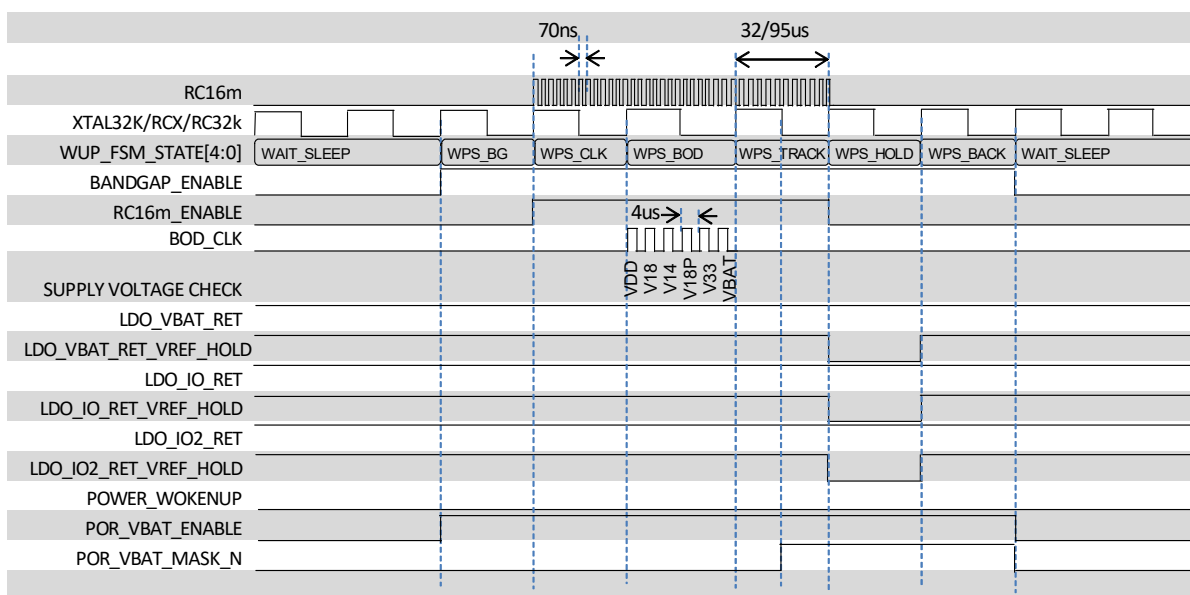 70ns
32/95us
RC16m
XTAL32K/RCX/RC32k
WUP_FSM_STATE[4:0] WAIT_SLEEP WPS_BG WPS_CLK WPS_BOD WPS_TRACK WPS_HOLD WPS_BACK WAIT_SLEEP
BANDGAP_ENABLE
RC16m_ENABLE
4us
BOD_CLK
SUPPLY VOLTAGE CHECK
VDD
V18
V14
V18P
V33
VBAT
LDO_VBAT_RET
LDO_VBAT_RET_VREF_HOLD
LDO_IO_RET
LDO_IO_RET_VREF_HOLD
LDO_IO2_RET
LDO_IO2_RET_VREF_HOLD
POWER_WOKENUP
POR_VBAT_ENABLE
POR_VBAT_MASK_N